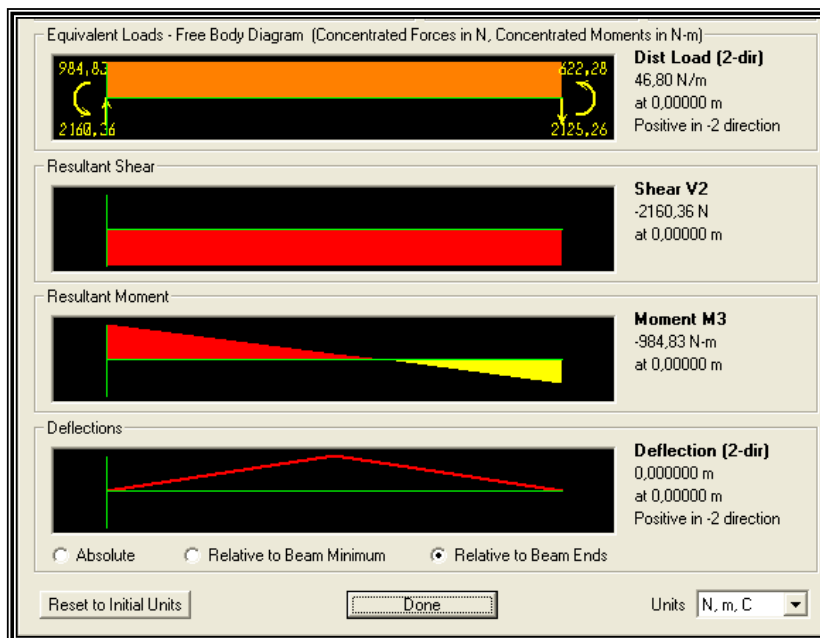 Equivalent Loads - Free Body Diagram (Concentrated Forces in N, Concentrated Moments in N-m)
984,83
622,28
2160,36
2125,26
Dist Load (2-dir)
46,80 N/m
at 0,00000 m
Positive in -2 direction
Resultant Shear
Shear V2
-2160,36 N
at 0,00000 m
Resultant Moment
Moment M3
-984,83 N-m
at 0,00000 m
Deflections
Deflection (2-dir)
0,000000 m
at 0,00000 m
Positive in -2 direction
Absolute
Relative to Beam Minimum
Relative to Beam Ends
Reset to Initial Units
Done
Units
N, m, C